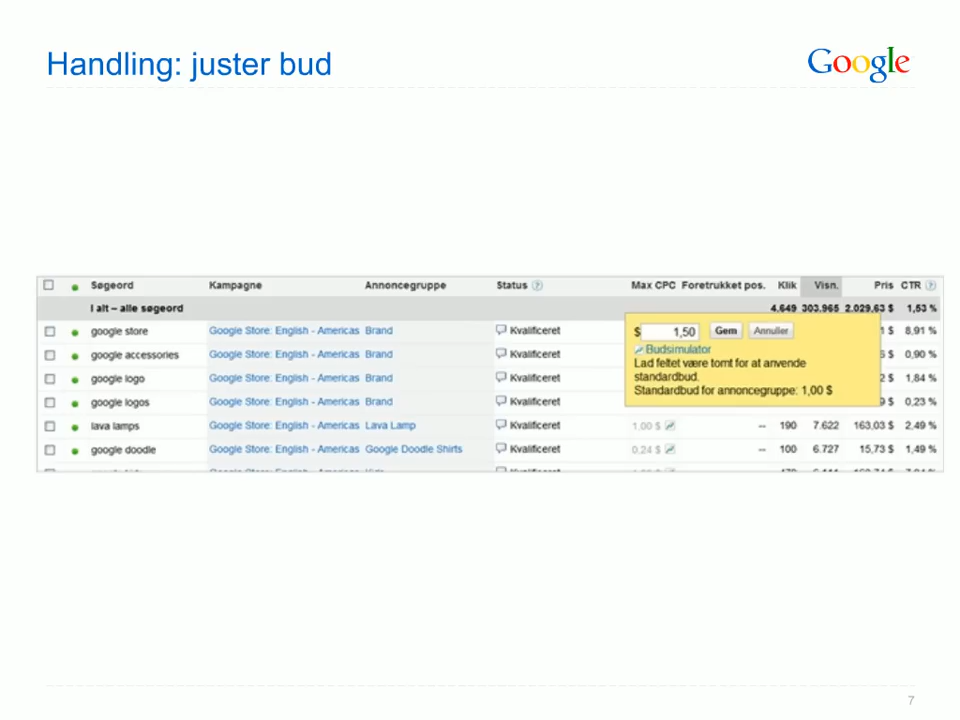 Handling: juster bud
Google
Søgeord Kampagne Annoncegruppe Status ? Max CPC Foretrukket pos. Klik Visn. Pris CTR ?
I alt – alle søgeord 4.649 303.965 2.029,63 $ 1,53 %
google store Google Store: English - Americas Brand Kvalificeret $ 1,50 Gem Annuller 1 $ 8,91 %
Budsimulator
google accessories Google Store: English - Americas Brand Kvalificeret 5 $ 0,90 %
Lad feltet være tomt for at anvende
standardbud.
google logo Google Store: English - Americas Brand Kvalificeret 2 $ 1,84 %
Standardbud for annoncegruppe: 1,00 $
google logos Google Store: English - Americas Brand Kvalificeret 9 $ 0,23 %
lava lamps Google Store: English - Americas Lava Lamp Kvalificeret 1,00 $ -- 190 7.622 163,03 $ 2,49 %
google doodle Google Store: English - Americas Google Doodle Shirts Kvalificeret 0,24 $ -- 100 6.727 15,73 $ 1,49 %
7